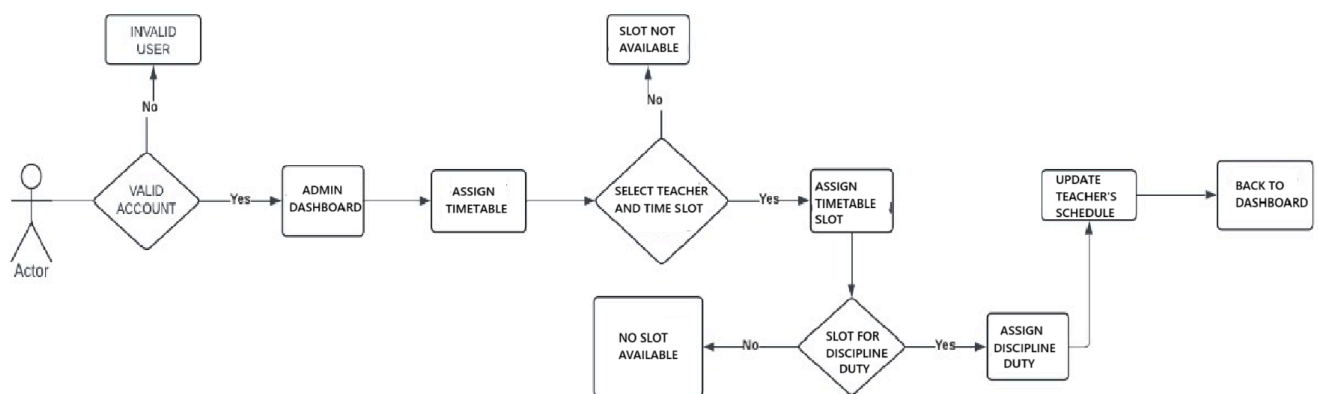 INVALID
USER
No
VALID
ACCOUNT
Actor
Yes
ADMIN
DASHBOARD
ASSIGN
TIMETABLE
SLOT NOT
AVAILABLE
No
SELECT TEACHER
AND TIME SLOT
Yes
ASSIGN
TIMETABLE
SLOT
SLOT FOR
DISCIPLINE
DUTY
No
NO SLOT
AVAILABLE
Yes
ASSIGN
DISCIPLINE
DUTY
UPDATE
TEACHER'S
SCHEDULE
BACK TO
DASHBOARD